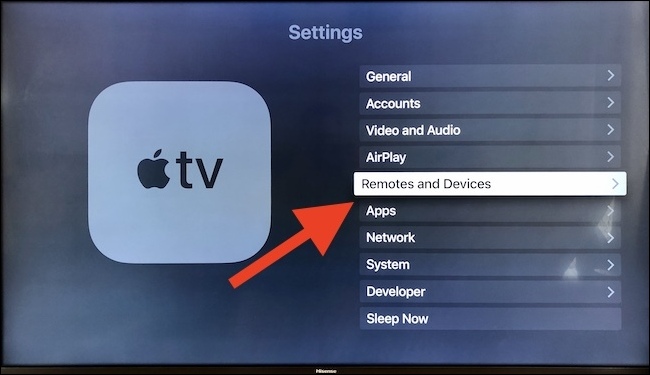 Settings
tv
General
Accounts
Video and Audio
AirPlay
Remotes and Devices
Apps
Network
System
Developer
Sleep Now
Hisense